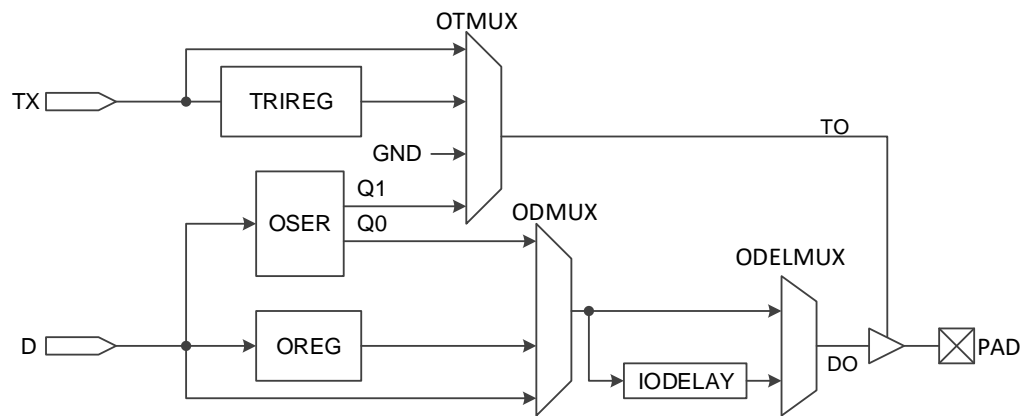 OTMUX
TX
TRIREG
TO
GND
Q1
OSER
Q0
ODMUX
ODELMUX
D
OREG
DO
PAD
IODELAY